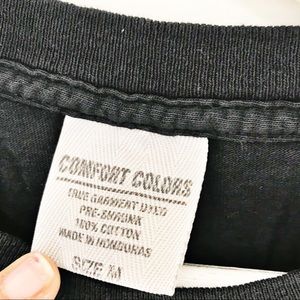 COMFORT COLORS
TRUE GARMENT DYED
PRE-SHRUNK
100% COTTON
MADE IN HONDURAS
SIZE M